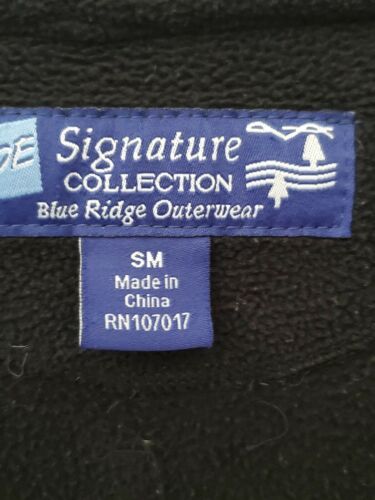 Signature
COLLECTION
Blue Ridge Outerwear
SM
Made in
China
RN107017